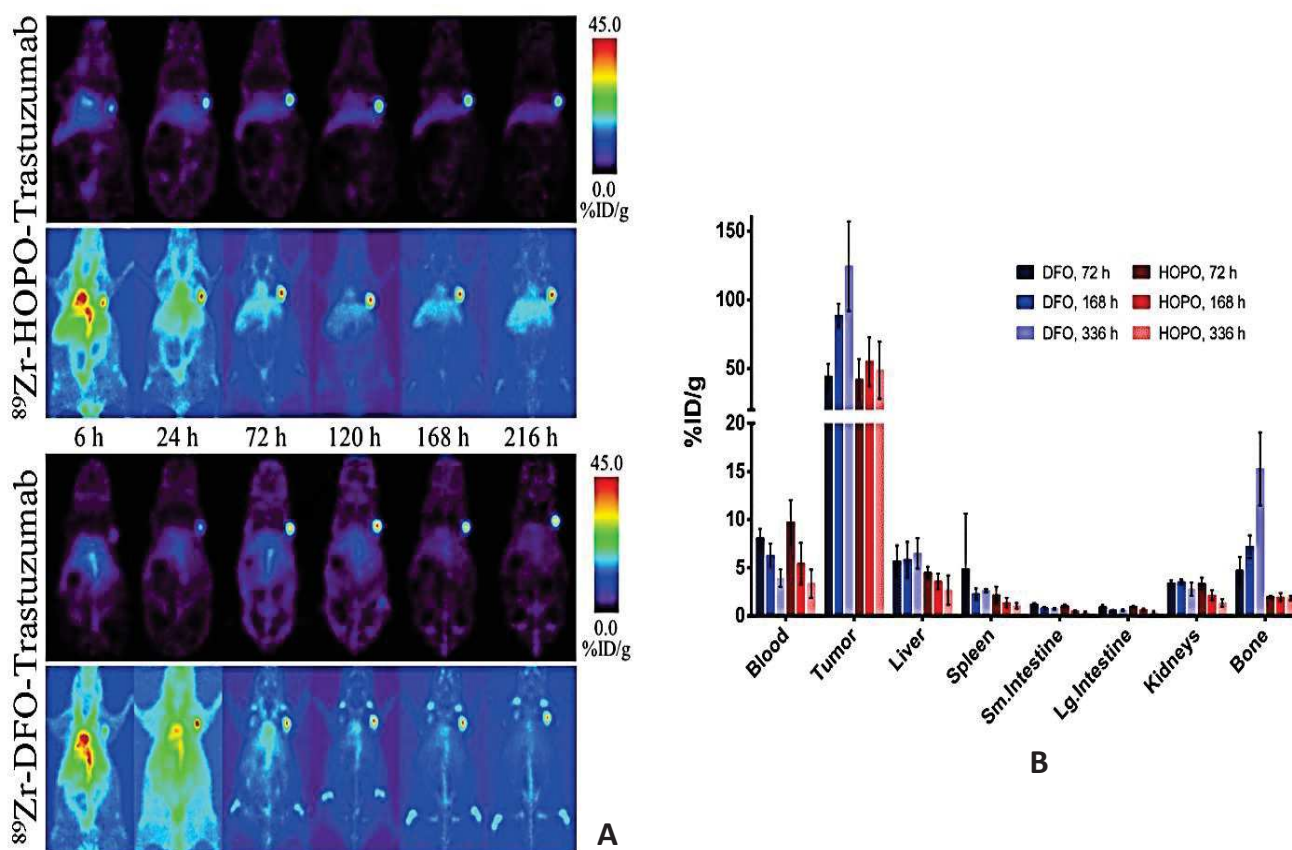 ⁸⁹Zr-HOPO-Trastuzumab
45.0
0.0
%ID/g
6 h 24 h 72 h 120 h 168 h 216 h
⁸⁹Zr-DFO-Trastuzumab
45.0
0.0
%ID/g
A
%ID/g
150
100
50
20
15
10
5
0
DFO, 72 h HOPO, 72 h
DFO, 168 h HOPO, 168 h
DFO, 336 h HOPO, 336 h
Blood
Tumor
Liver
Spleen
Sm.Intestine
Lg.Intestine
Kidneys
Bone
B